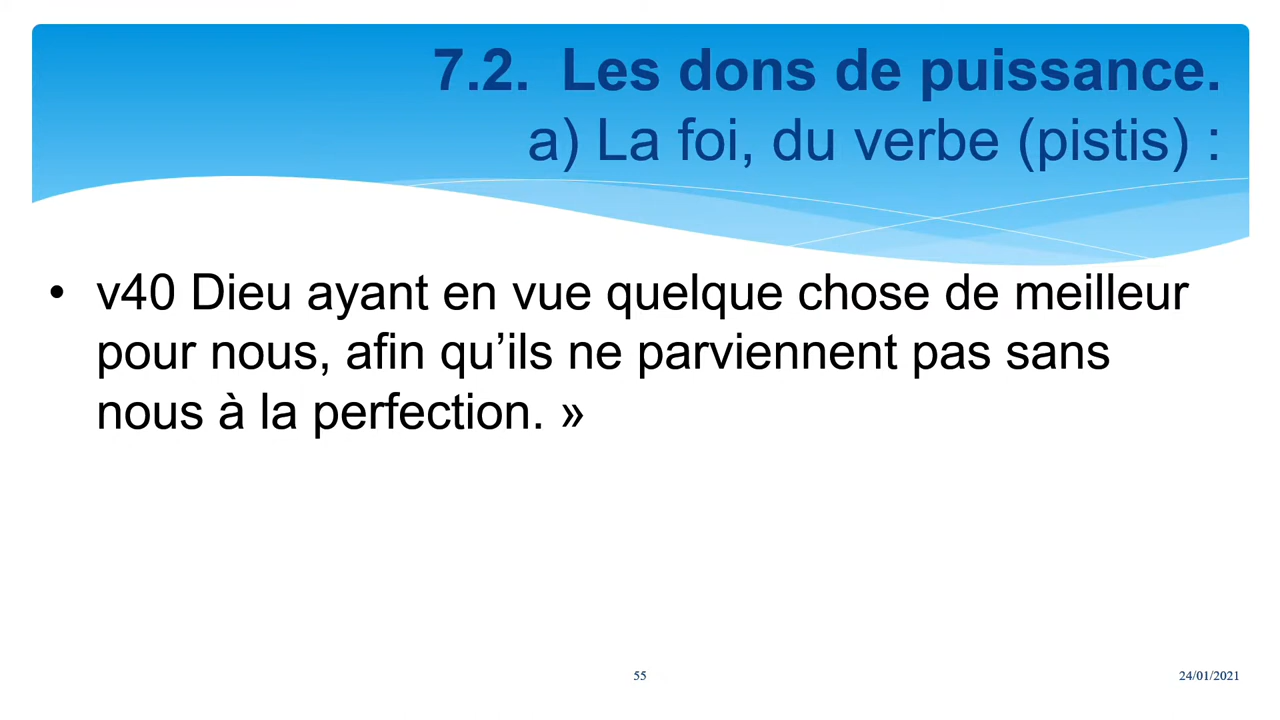 7.2. Les dons de puissance.
a) La foi, du verbe (pistis) :
• v40 Dieu ayant en vue quelque chose de meilleur
pour nous, afin qu’ils ne parviennent pas sans
nous à la perfection. »
55
24/01/2021